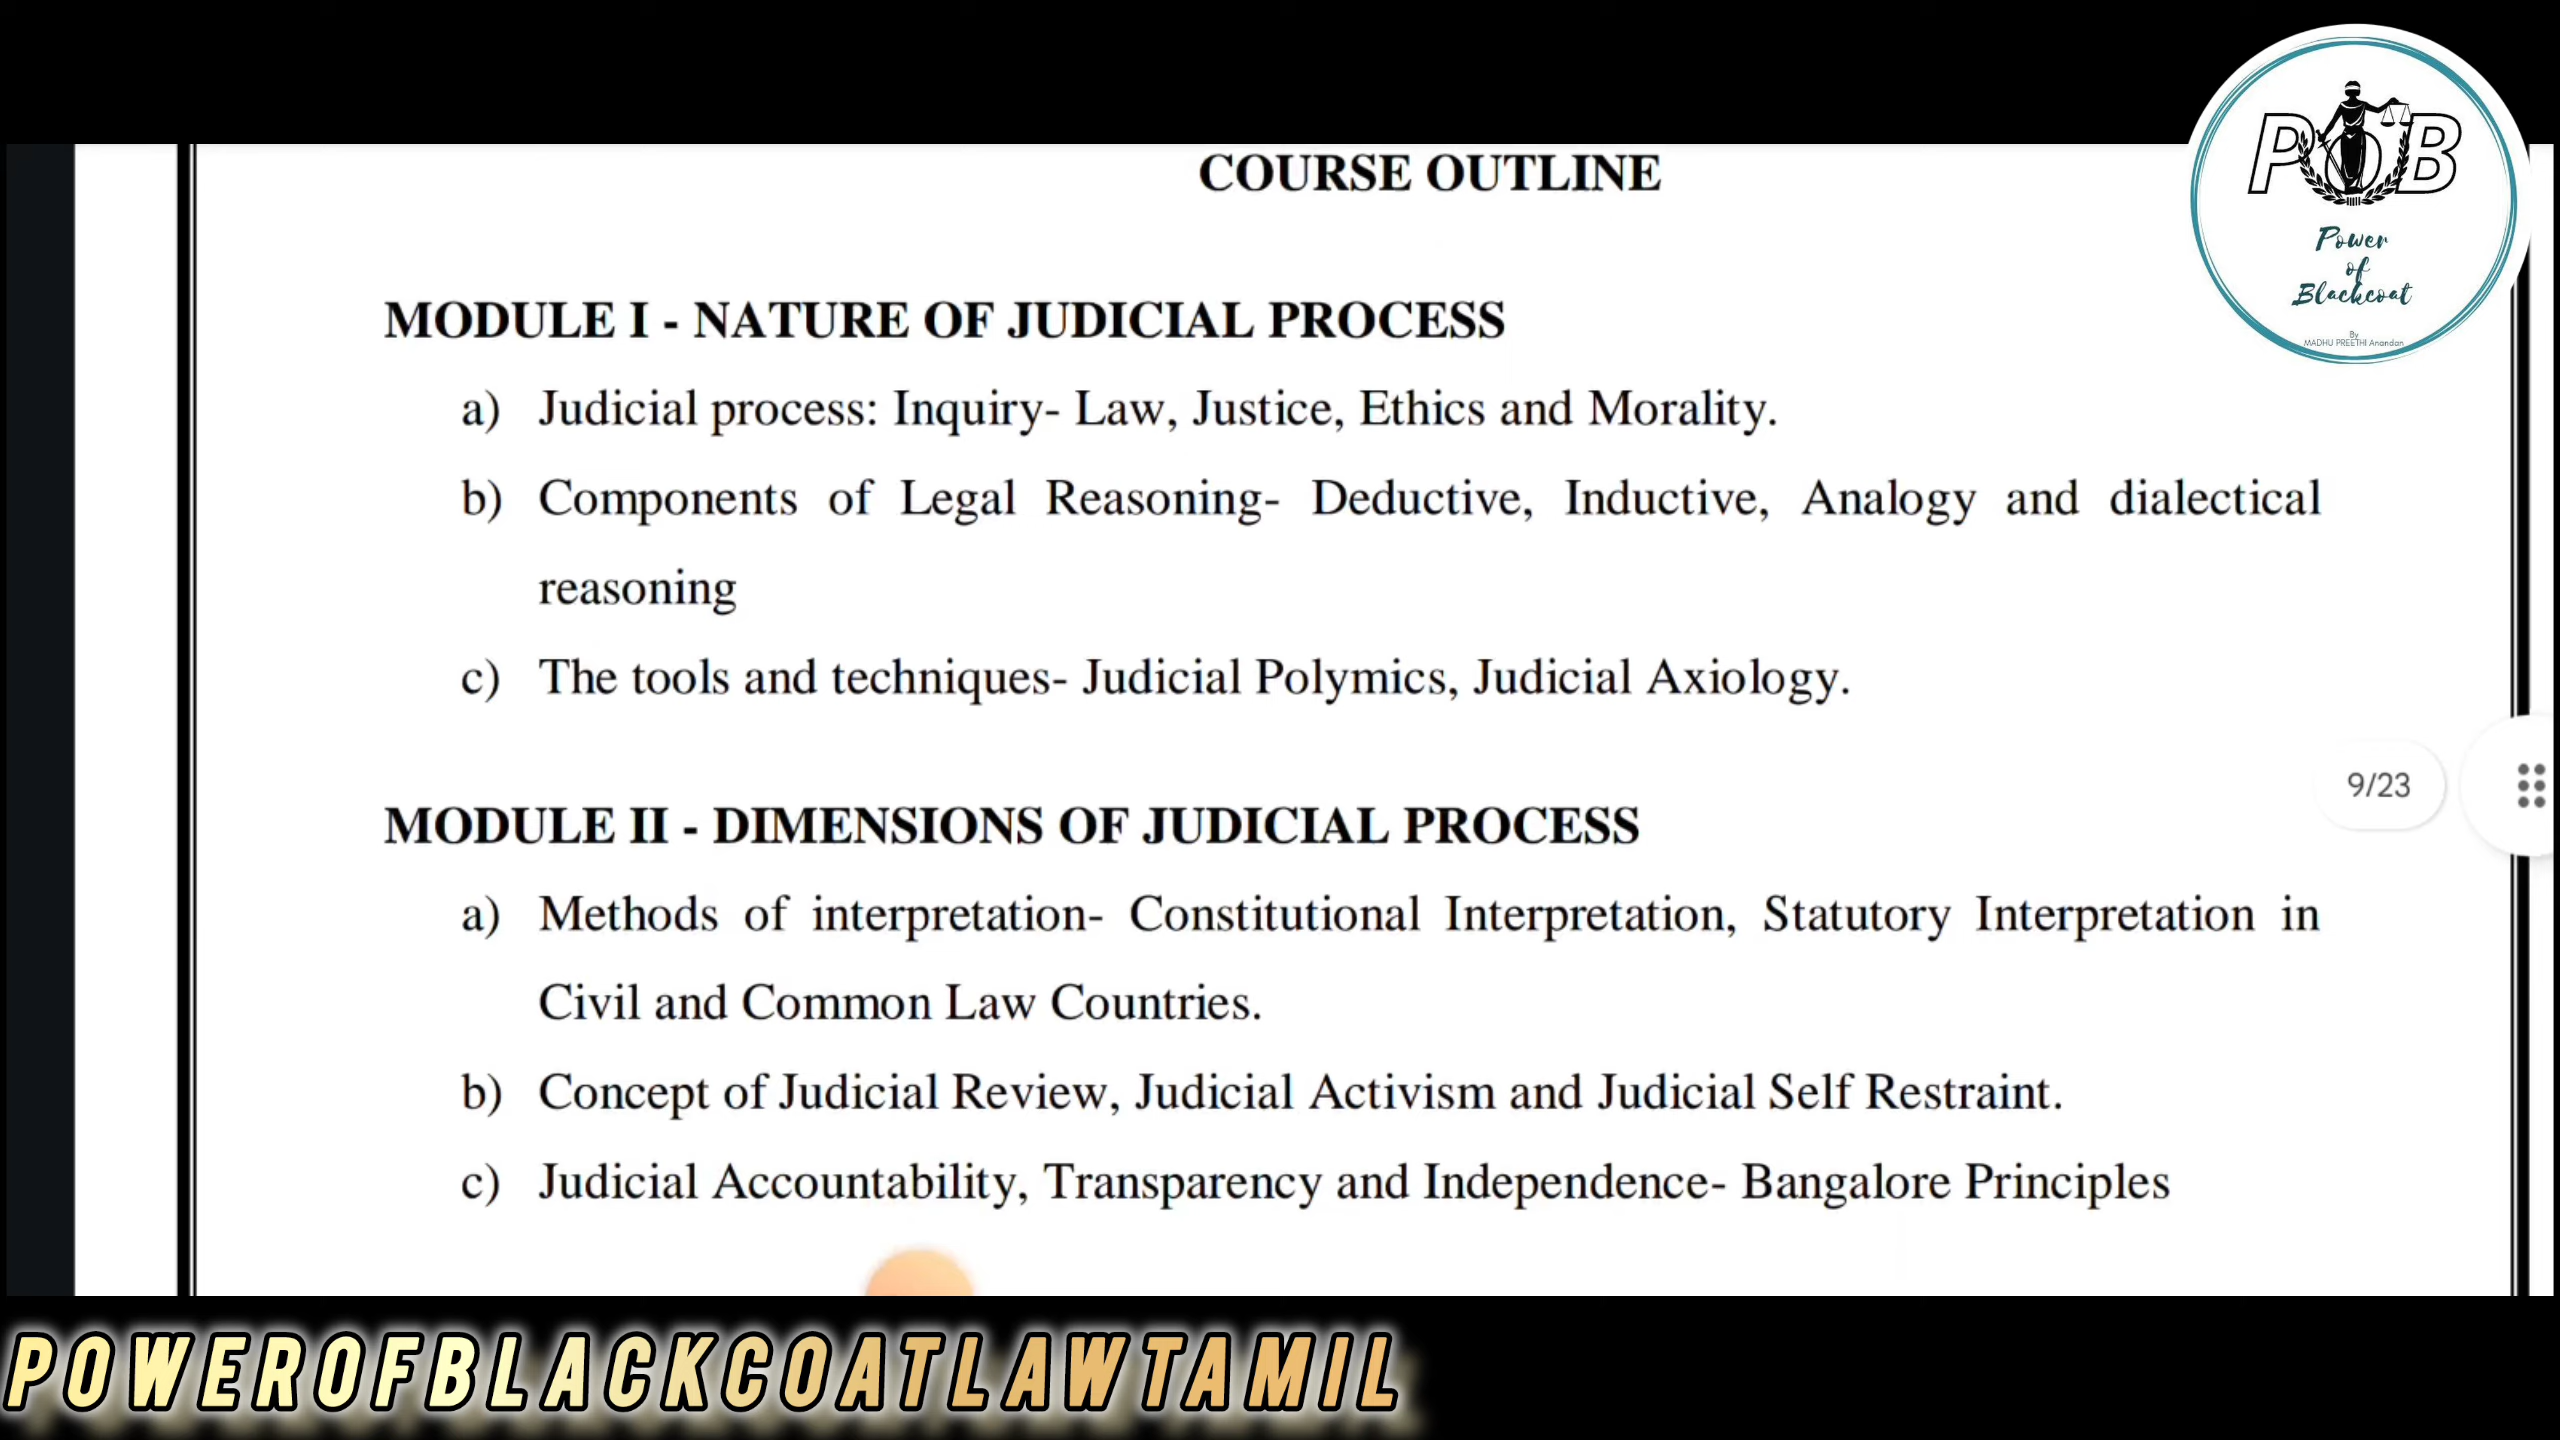 COURSE OUTLINE
POB
Power
of
Blackcoat
By
MADHU PREETHI Anandan
MODULE I - NATURE OF JUDICIAL PROCESS
a) Judicial process: Inquiry- Law, Justice, Ethics and Morality.
b) Components of Legal Reasoning- Deductive, Inductive, Analogy and dialectical
reasoning
c) The tools and techniques- Judicial Polymics, Judicial Axiology.
9/23
MODULE II - DIMENSIONS OF JUDICIAL PROCESS
a) Methods of interpretation- Constitutional Interpretation, Statutory Interpretation in
Civil and Common Law Countries.
b) Concept of Judicial Review, Judicial Activism and Judicial Self Restraint.
c) Judicial Accountability, Transparency and Independence- Bangalore Principles
POWEROFBLACKCOATLAWTAMIL